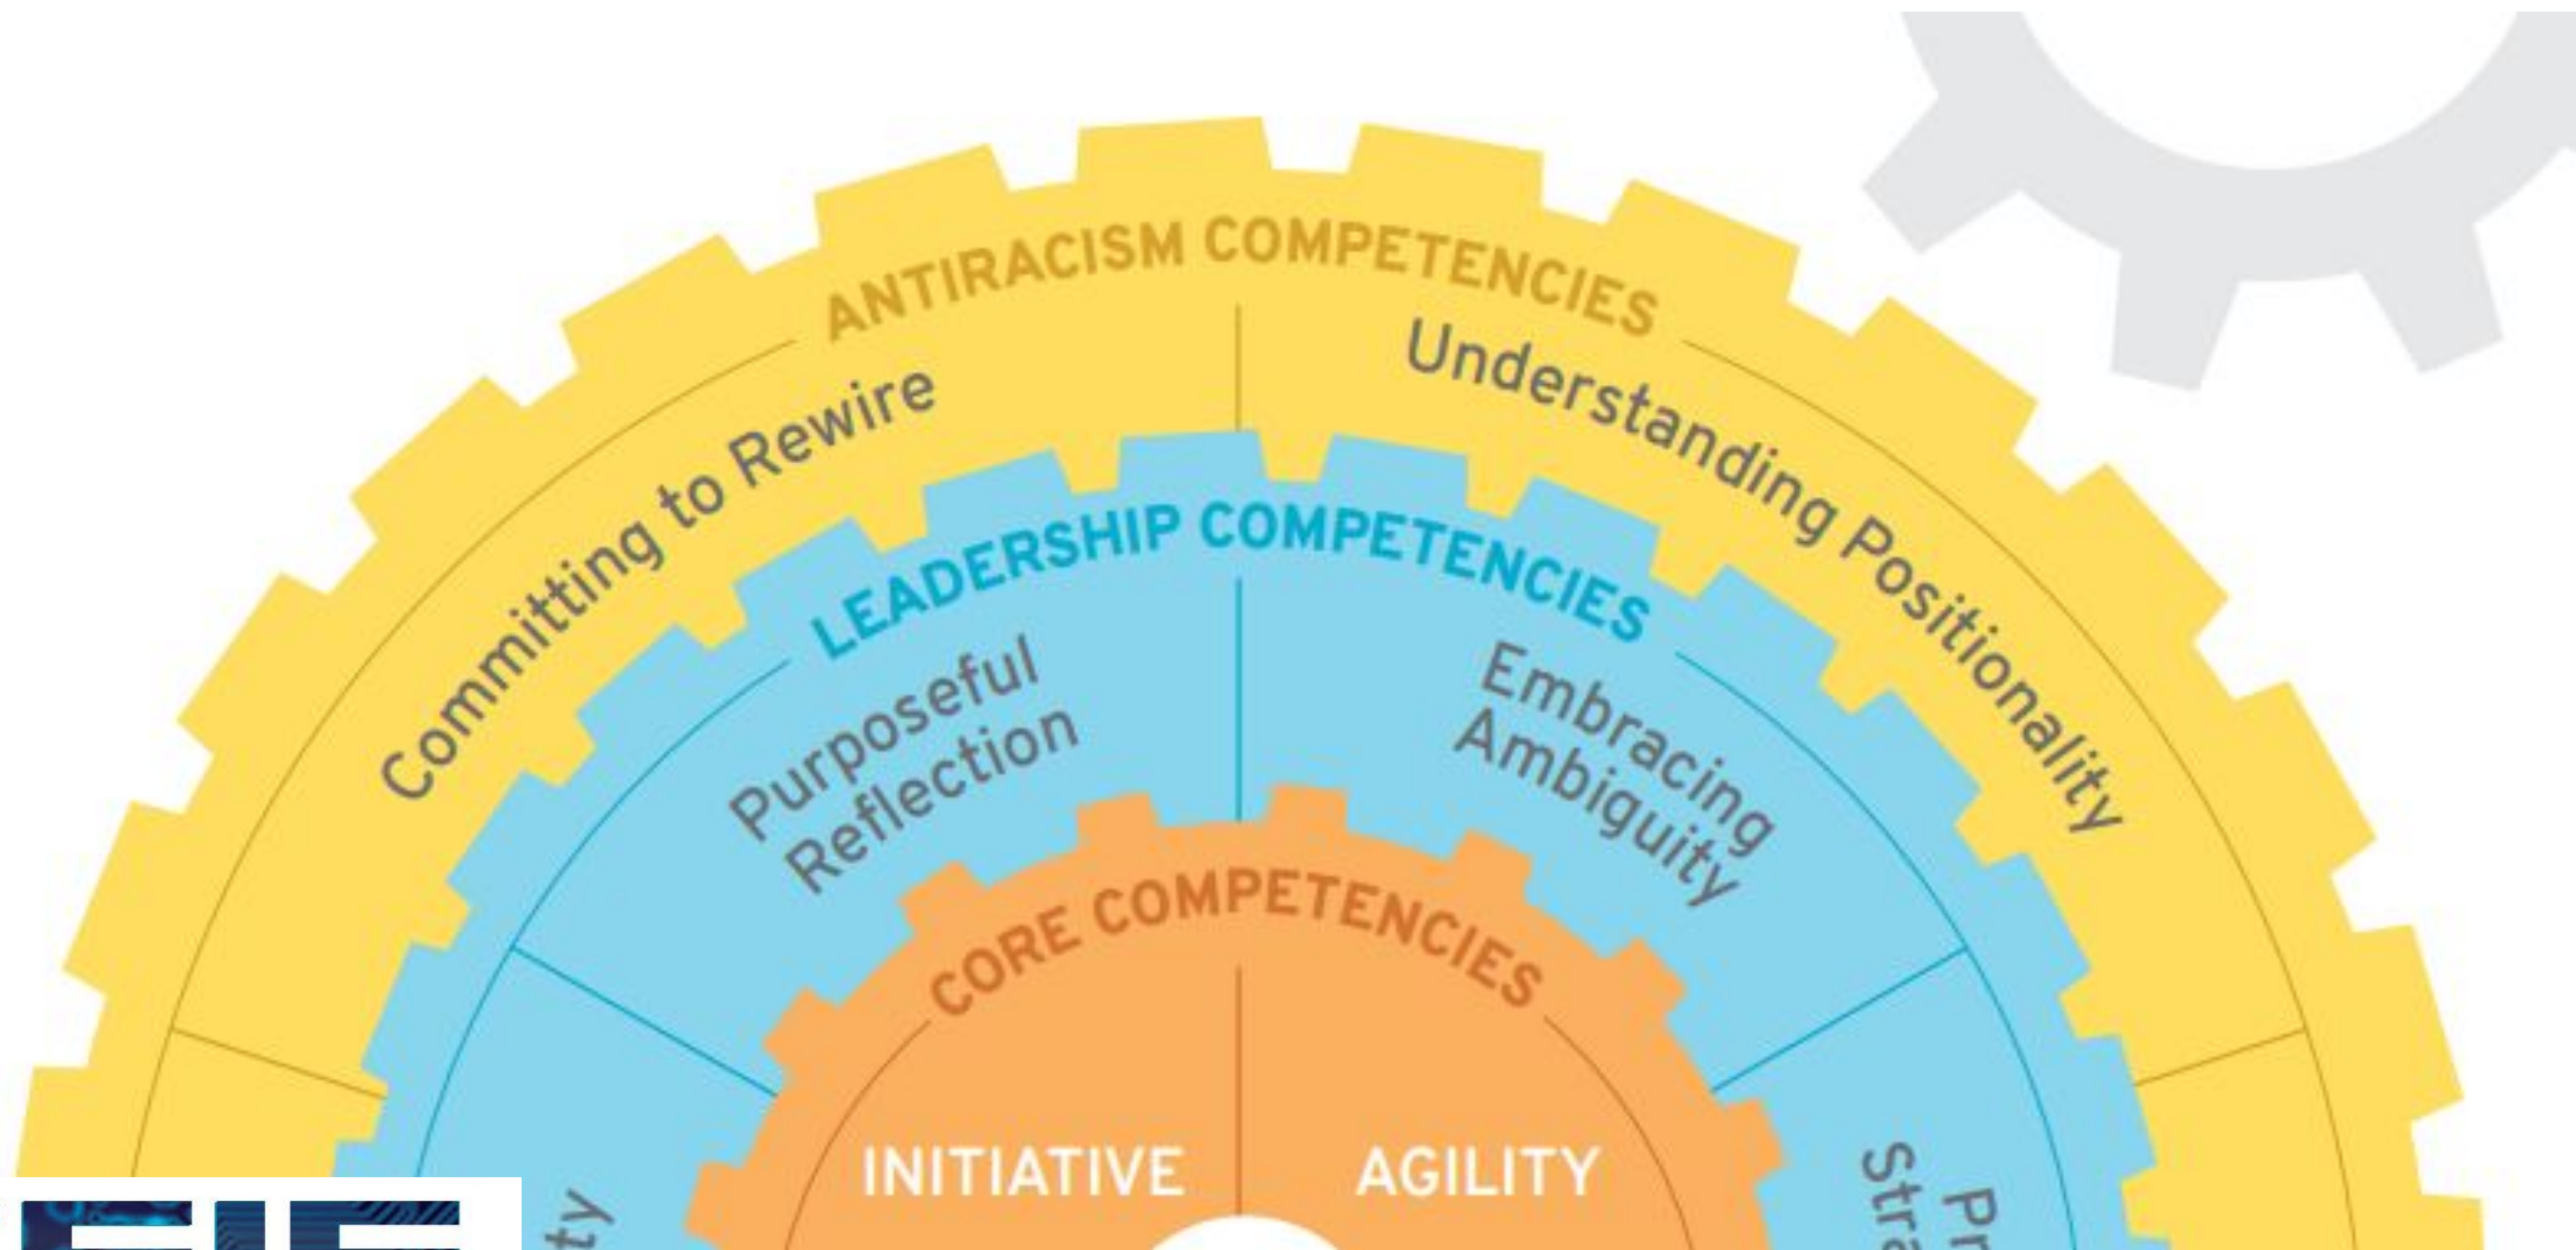 ANTIRACISM COMPETENCIES
Committing to Rewire
Understanding Positionality
LEADERSHIP COMPETENCIES
Purposeful
Reflection
Embracing
Ambiguity
CORE COMPETENCIES
INITIATIVE
AGILITY